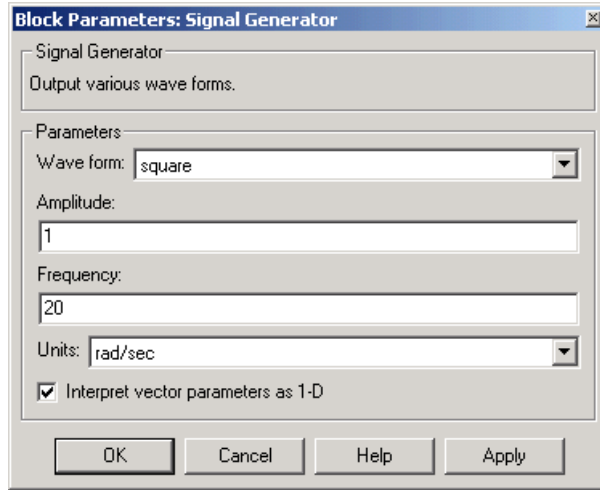 Block Parameters: Signal Generator
Signal Generator
Output various wave forms.
Parameters
Wave form: square
Amplitude:
1
Frequency:
20
Units: rad/sec
Interpret vector parameters as 1-D
OK Cancel Help Apply